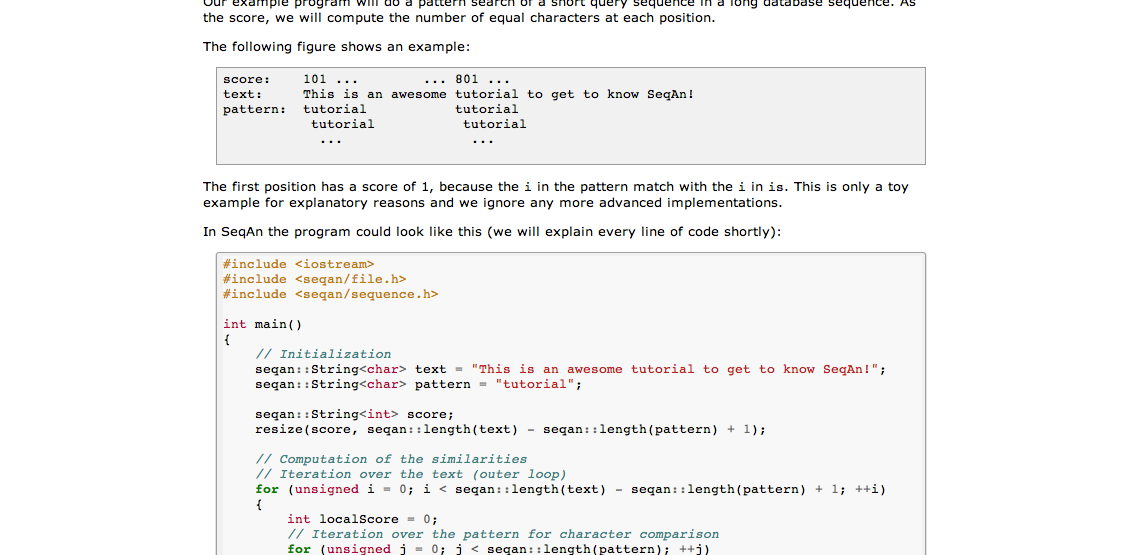 Our example program will do a pattern search of a short query sequence in a long database sequence. As
the score, we will compute the number of equal characters at each position.
The following figure shows an example:
score:    101 ...        ... 801 ...
text:     This is an awesome tutorial to get to know SeqAn!
pattern:  tutorial           tutorial
           tutorial           tutorial
            ...                ...
The first position has a score of 1, because the i in the pattern match with the i in is. This is only a toy
example for explanatory reasons and we ignore any more advanced implementations.
In SeqAn the program could look like this (we will explain every line of code shortly):
#include <iostream>
#include <seqan/file.h>
#include <seqan/sequence.h>
int main()
{
    // Initialization
    seqan::String<char> text = "This is an awesome tutorial to get to know SeqAn!";
    seqan::String<char> pattern = "tutorial";
    seqan::String<int> score;
    resize(score, seqan::length(text) - seqan::length(pattern) + 1);
    // Computation of the similarities
    // Iteration over the text (outer loop)
    for (unsigned i = 0; i < seqan::length(text) - seqan::length(pattern) + 1; ++i)
    {
        int localScore = 0;
        // Iteration over the pattern for character comparison
        for (unsigned j = 0; j < seqan::length(pattern); ++j)